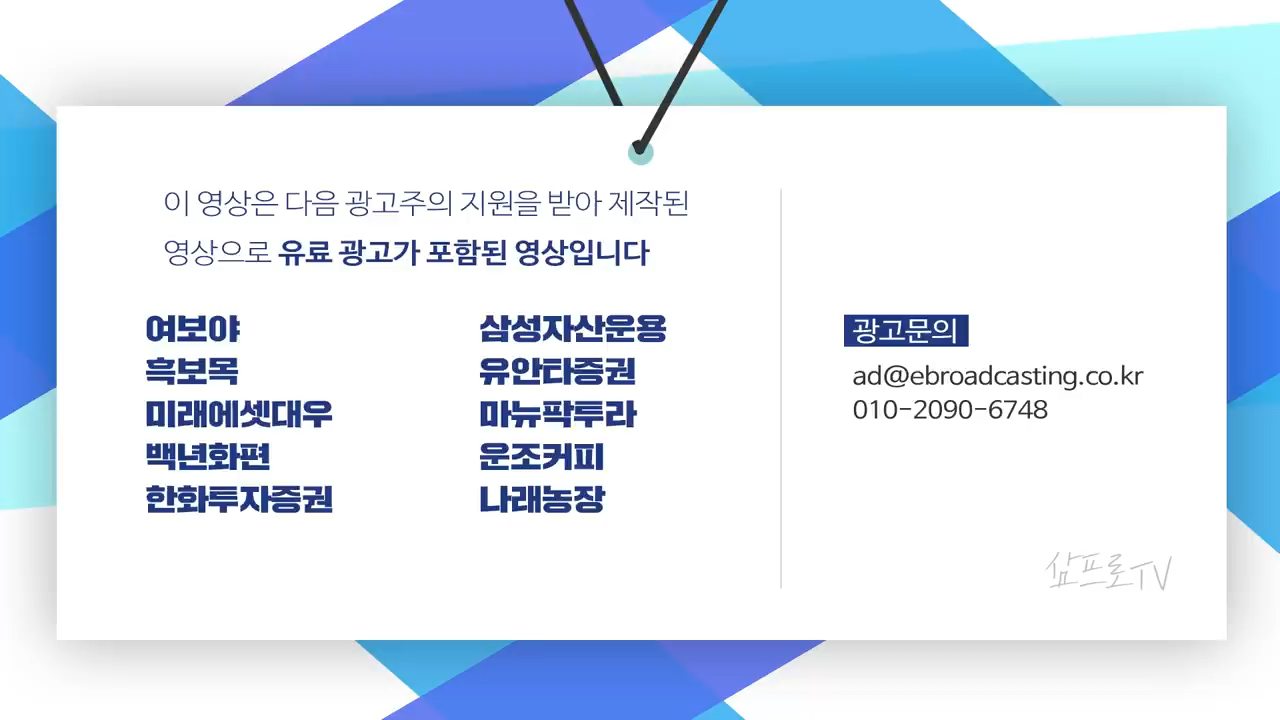 이 영상은 다음 광고주의 지원을 받아 제작된
영상으로 유료 광고가 포함된 영상입니다
여보야
흑보목
미래에셋대우
백년화편
한화투자증권
삼성자산운용
유안타증권
마뉴팍투라
운조커피
나래농장
광고문의
ad@ebroadcasting.co.kr
010-2090-6748
삼프로TV